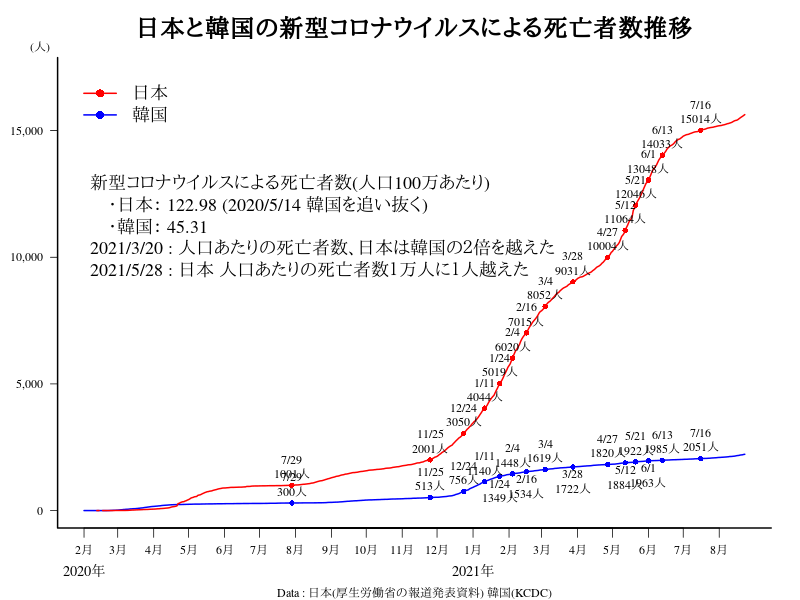 日本と韓国の新型コロナウイルスによる死亡者数推移
(人)
日本
韓国
15,000
10,000
5,000
0
新型コロナウイルスによる死亡者数(人口100万あたり)
・日本: 122.98 (2020/5/14 韓国を追い抜く)
・韓国: 45.31
2021/3/20 : 人口あたりの死亡者数、日本は韓国の2倍を越えた
2021/5/28 : 日本 人口あたりの死亡者数1万人に1人越えた
7/29
1001人
11/25
2001人
12/24
3050人
1/11
4044人
1/24
5019人
2/4
6020人
2/16
7015人
3/4
8052人
3/28
9031人
4/27
10004人
5/12
11064人
5/21
12046人
6/1
13048人
6/13
14033人
7/16
15014人
7/29
300人
11/25
513人
12/24
756人
1/11
1140人
1/24
1349人
2/4
1448人
2/16
1534人
3/4
1619人
3/28
1722人
4/27
1820人
5/12
1884人
5/21
1922人
6/1
1963人
6/13
1985人
7/16
2051人
2月 3月 4月 5月 6月 7月 8月 9月 10月 11月 12月 1月 2月 3月 4月 5月 6月 7月 8月
2020年 2021年
Data : 日本(厚生労働省の報道発表資料) 韓国(KCDC)